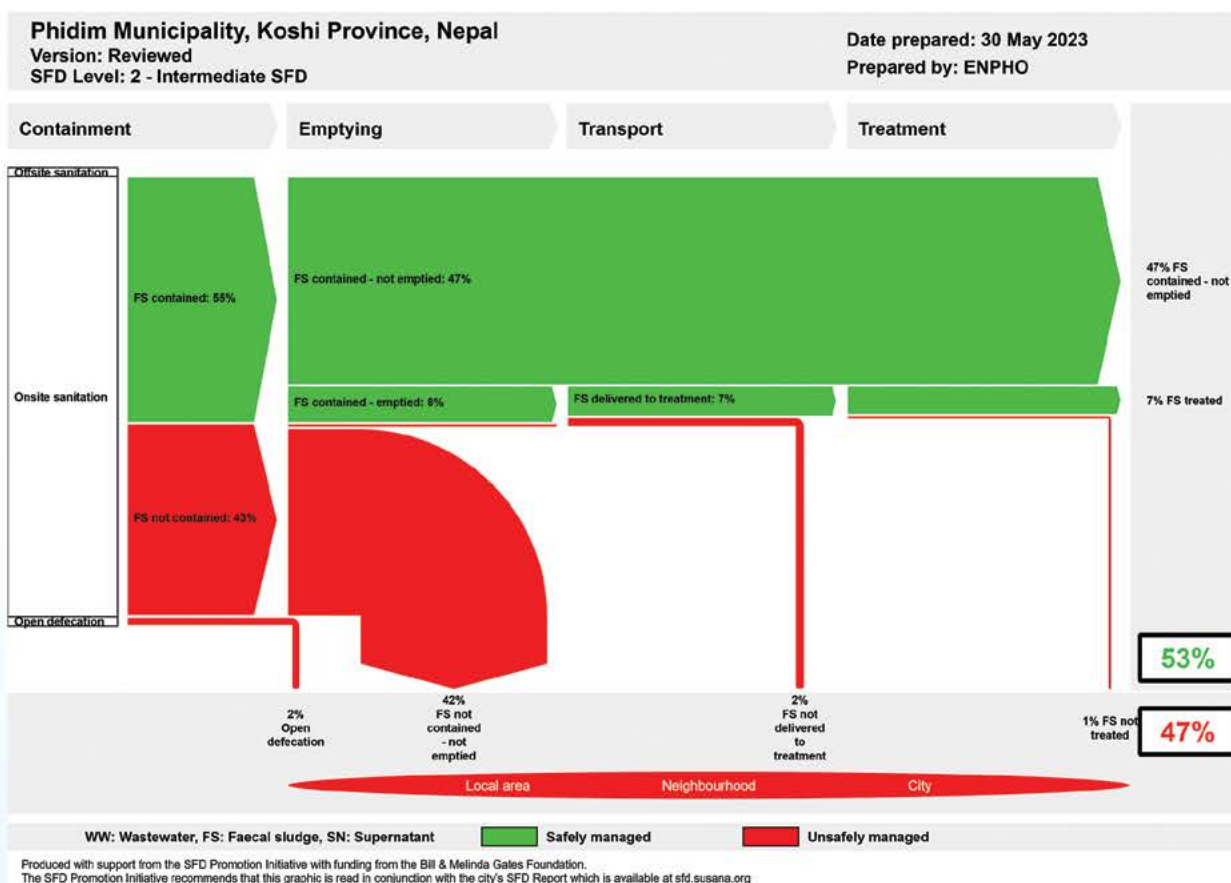 Phidim Municipality, Koshi Province, Nepal
Version: Reviewed
SFD Level: 2 - Intermediate SFD
Date prepared: 30 May 2023
Prepared by: ENPHO
Containment
Emptying
Transport
Treatment
Offsite sanitation
FS contained: 55%
FS contained - not emptied: 47%
47% FS
contained - not
emptied
Onsite sanitation
FS contained - emptied: 8%
FS delivered to treatment: 7%
7% FS treated
FS not contained: 43%
Open defecation
53%
2%
Open
defecation
42%
FS not
contained
- not
emptied
2%
FS not
delivered
to
treatment
1% FS not
treated
47%
Local area
Neighbourhood
City
WW: Wastewater, FS: Faecal sludge, SN: Supernatant
Safely managed
Unsafely managed
Produced with support from the SFD Promotion Initiative with funding from the Bill & Melinda Gates Foundation.
The SFD Promotion Initiative recommends that this graphic is read in conjunction with the city's SFD Report which is available at sfd.susana.org